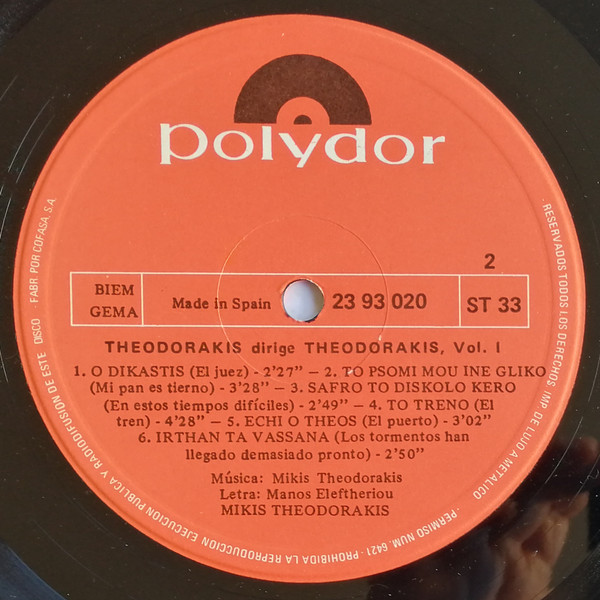 polydor
2
BIEM
GEMA
Made in Spain
23 93 020
ST 33
THEODORAKIS dirige THEODORAKIS, Vol. I
1. O DIKASTIS (El juez) - 2'27" - 2. TO PSOMI MOU INE GLIKO
(Mi pan es tierno) - 3'28" - 3. SAFRO TO DISKOLO KERO
(En estos tiempos difíciles) - 2'49" - 4. TO TRENO (El
tren) - 4'28" - 5. ECHI O THEOS (El puerto) - 3'02"
6. IRTHAN TA VASSANA (Los tormentos han
llegado demasiado pronto) - 2'50"
Música: Mikis Theodorakis
Letra: Manos Eleftheriou
MIKIS THEODORAKIS
·RESERVADOS TODOS LOS DERECHOS· IMP. DE LUJO A METALICO
·PERMISO NUM. 6421·PROHIBIDA LA REPRODUCCION EJECUCION PUBLICA Y RADIODIFUSION DE ESTE DISCO
FABR. POR COFASA, S.A.